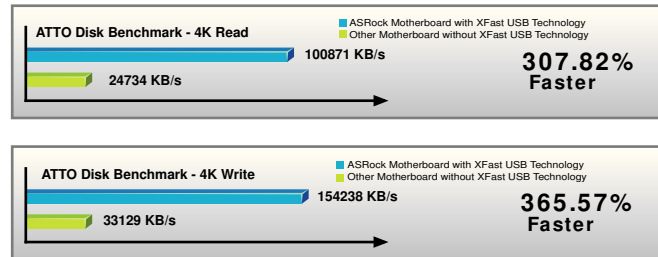 ATTO Disk Benchmark - 4K Read
ASRock Motherboard with XFast USB Technology
Other Motherboard without XFast USB Technology
100871 KB/s
24734 KB/s
307.82%
Faster
ATTO Disk Benchmark - 4K Write
ASRock Motherboard with XFast USB Technology
Other Motherboard without XFast USB Technology
154238 KB/s
33129 KB/s
365.57%
Faster